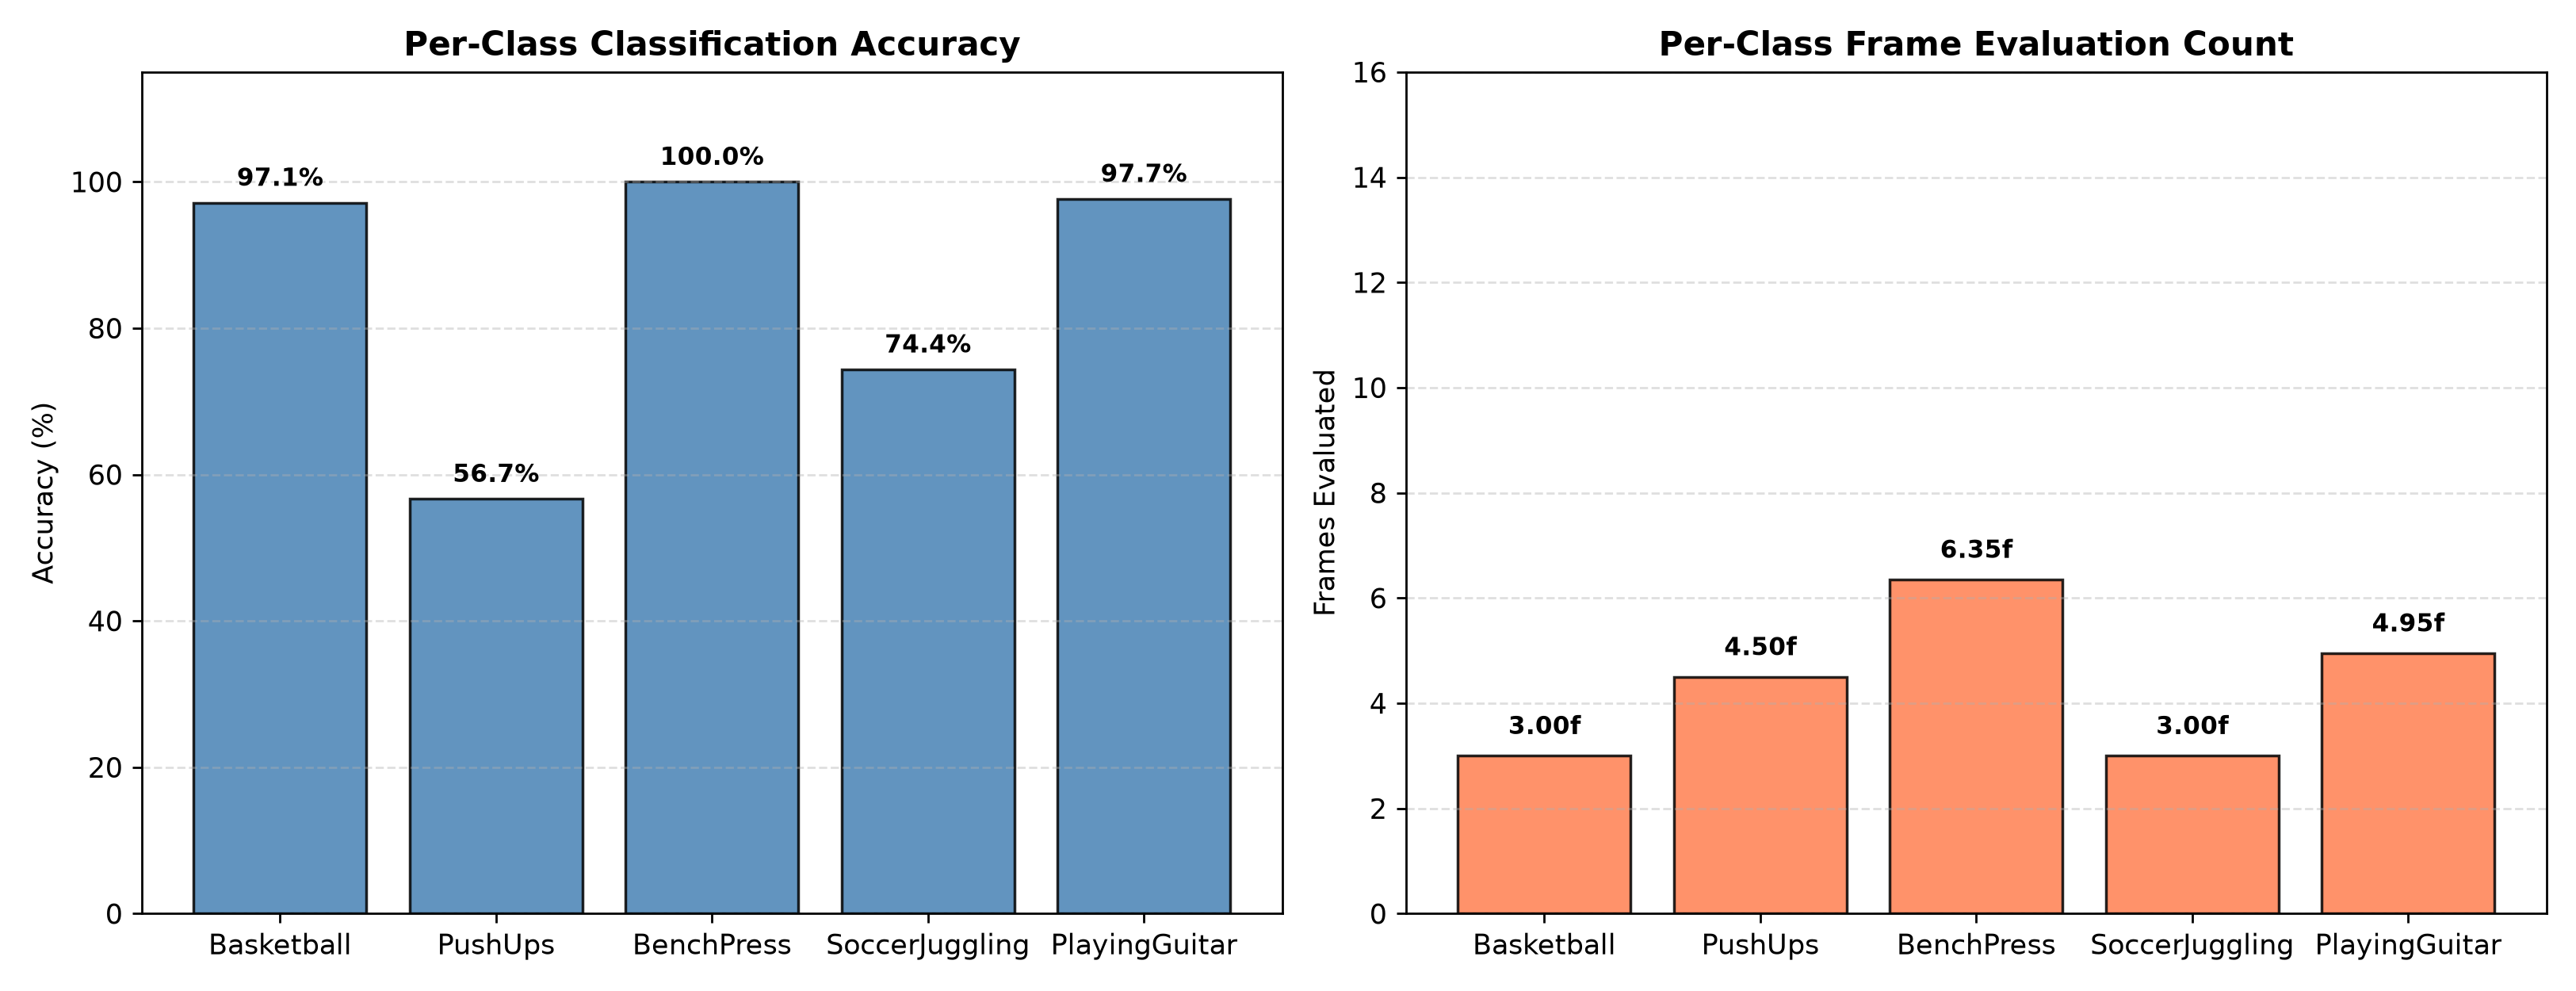 Per-Class Classification Accuracy
Accuracy (%)
100
80
60
40
20
0
97.1%
56.7%
100.0%
74.4%
97.7%
Basketball
PushUps
BenchPress
SoccerJuggling
PlayingGuitar
Per-Class Frame Evaluation Count
Frames Evaluated
16
14
12
10
8
6
4
2
0
3.00f
4.50f
6.35f
3.00f
4.95f
Basketball
PushUps
BenchPress
SoccerJuggling
PlayingGuitar